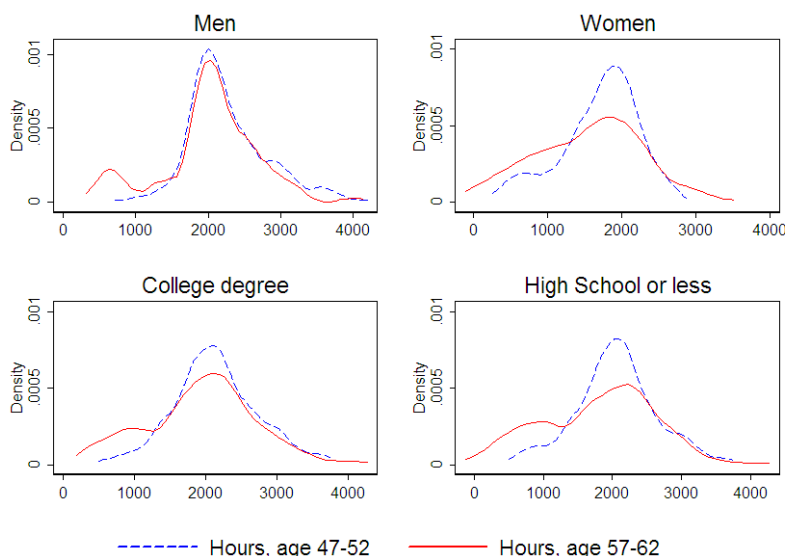 Men
Density
0 .0005 .001
0 1000 2000 3000 4000
Women
Density
0 .0005 .001
0 1000 2000 3000 4000
College degree
Density
0 .0005 .001
0 1000 2000 3000 4000
High School or less
Density
0 .0005 .001
0 1000 2000 3000 4000
Hours, age 47-52 Hours, age 57-62